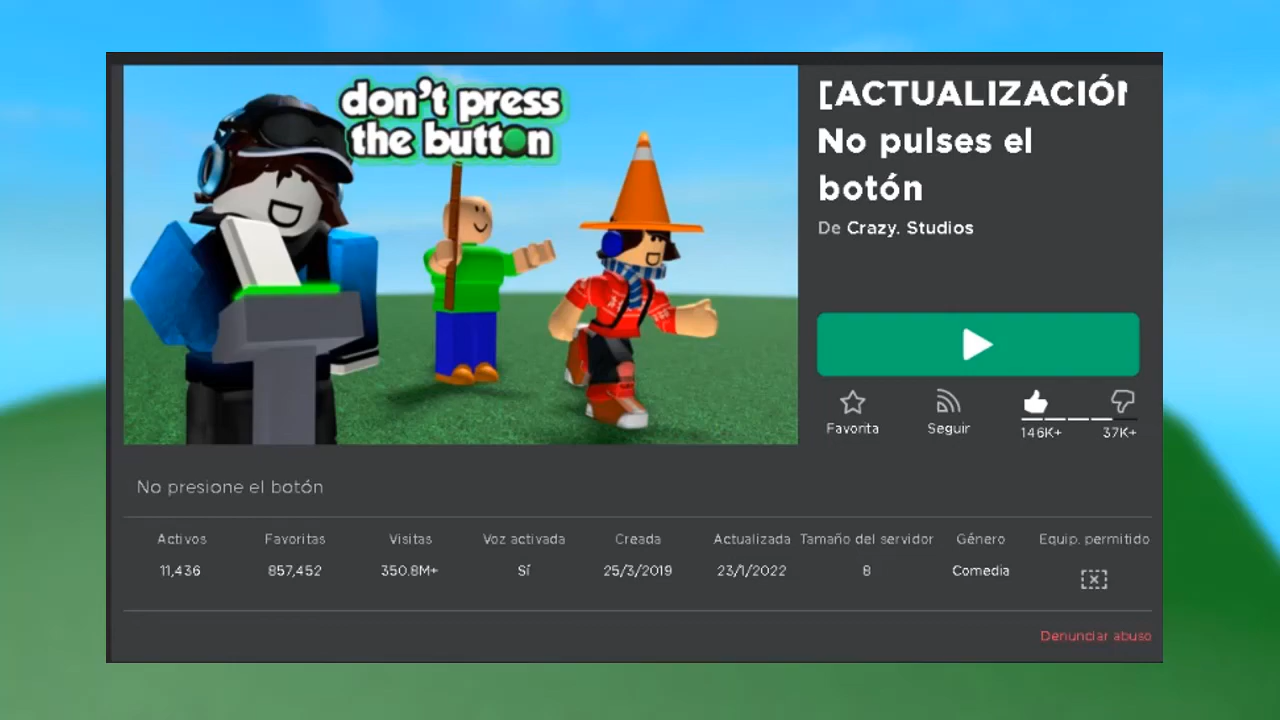 don't press
the button
[ACTUALIZACIÓN
No pulses el
botón
De Crazy. Studios
Favorita
Seguir
146K+
37K+
No presione el botón
Activos
Favoritas
Visitas
Voz activada
Creada
Actualizada
Tamaño del servidor
Género
Equip. permitido
11,436
857,452
350.8M+
Sí
25/3/2019
23/1/2022
8
Comedia
Denunciar abuso